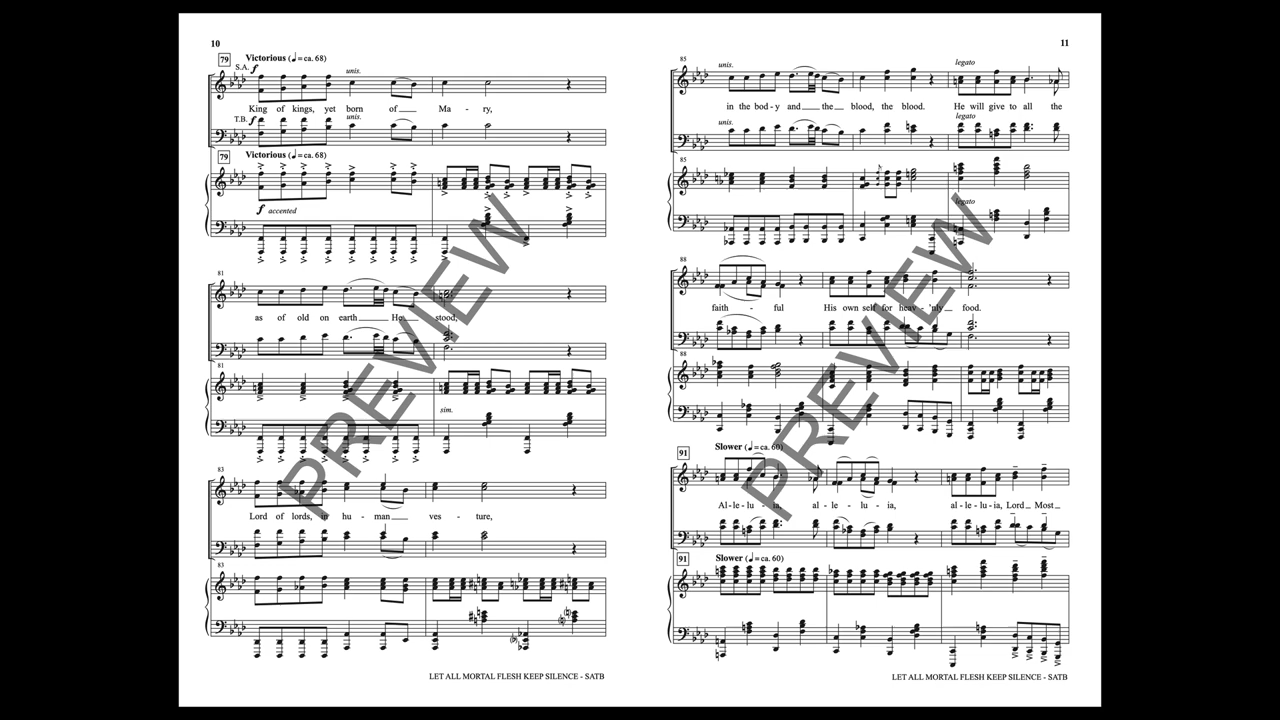 10
79 Victorious (♩ = ca. 68)
S.A. f unis.
King of kings, yet born of Ma - ry,
T.B. f unis.
79 Victorious (♩ = ca. 68)
f accented
81
as of old on earth He stood,
81
sim.
83
Lord of lords, in hu - man ves - ture,
83
LET ALL MORTAL FLESH KEEP SILENCE - SATB
11
85 unis. legato
in the bod - y and the blood, the blood. He will give to all the
unis. legato
85
legato
88
faith - ful His own self for heav - 'nly food.
88
91 Slower (♩ = ca. 60)
Al - le - lu - ia, al - le - lu - ia, al - le - lu - ia, Lord Most
91 Slower (♩ = ca. 60)
LET ALL MORTAL FLESH KEEP SILENCE - SATB
PREVIEW
PREVIEW